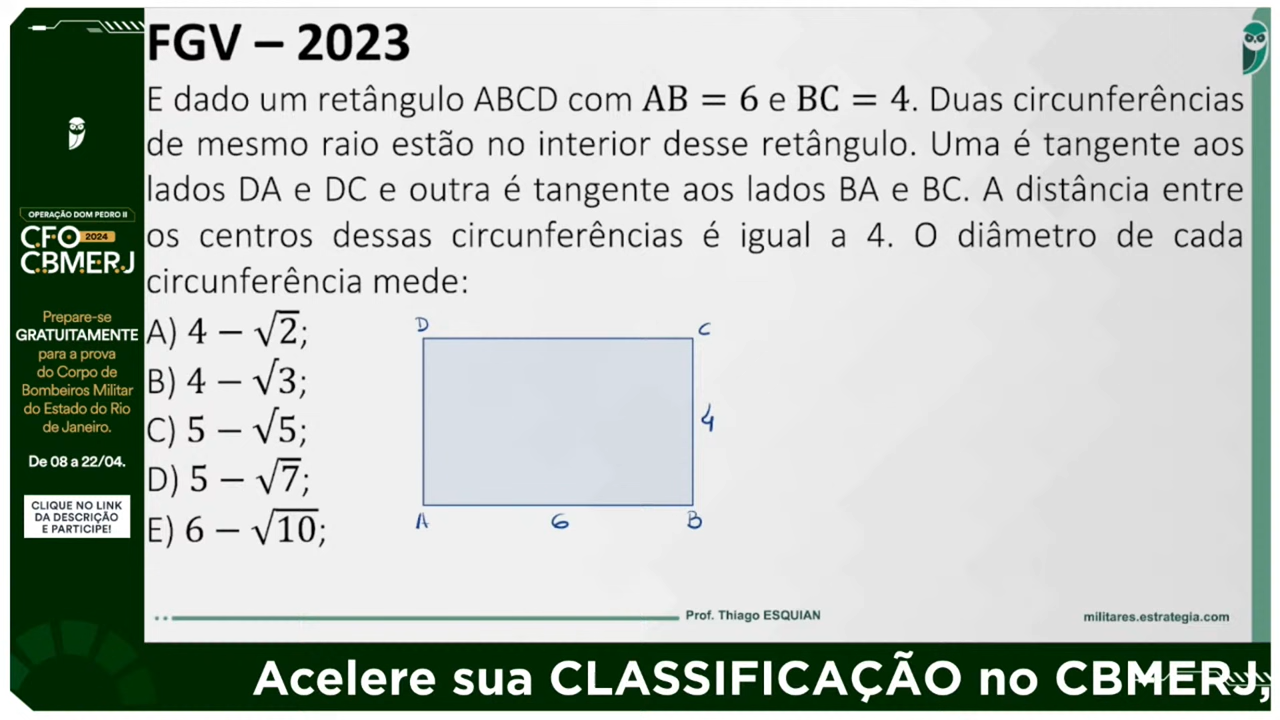 FGV – 2023
E dado um retângulo ABCD com AB = 6 e BC = 4. Duas circunferências
de mesmo raio estão no interior desse retângulo. Uma é tangente aos
lados DA e DC e outra é tangente aos lados BA e BC. A distância entre
os centros dessas circunferências é igual a 4. O diâmetro de cada
circunferência mede:
A) 4 − √2;
B) 4 − √3;
C) 5 − √5;
D) 5 − √7;
E) 6 − √10;
D C
4
A 6 B
OPERAÇÃO DOM PEDRO II
CFO 2024
CBMERJ
Prepare-se
GRATUITAMENTE
para a prova
do Corpo de
Bombeiros Militar
do Estado do Rio
de Janeiro.
De 08 a 22/04.
CLIQUE NO LINK
DA DESCRIÇÃO
E PARTICIPE!
Prof. Thiago ESQUIAN
militares.estrategia.com
Acelere sua CLASSIFICAÇÃO no CBMERJ,